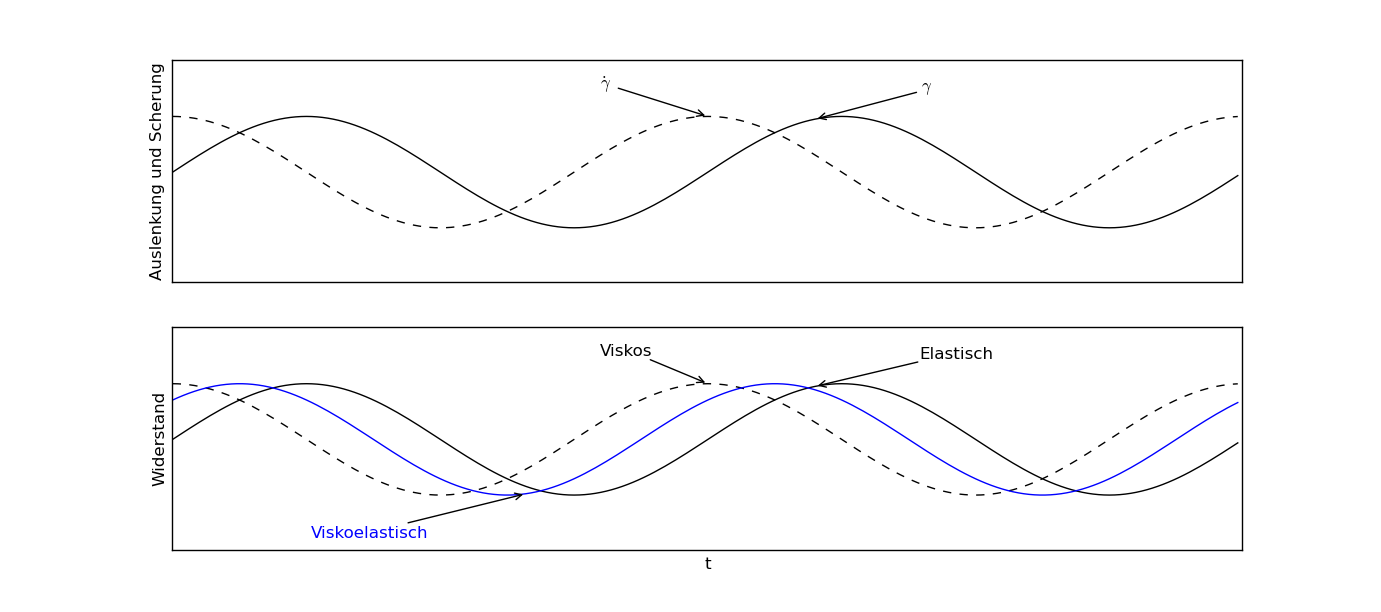 Auslenkung und Scherung
γ̇
γ
Widerstand
Viskos
Elastisch
Viskoelastisch
t